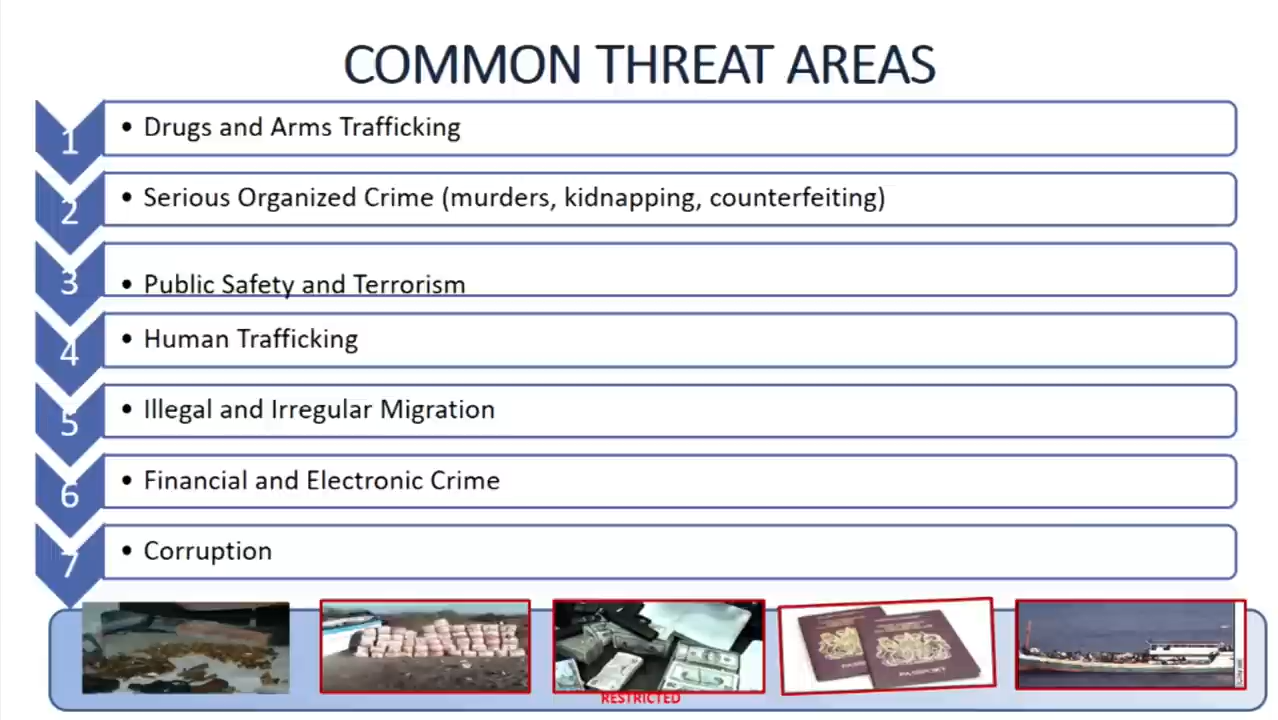 COMMON THREAT AREAS
1
• Drugs and Arms Trafficking
2
• Serious Organized Crime (murders, kidnapping, counterfeiting)
3
• Public Safety and Terrorism
4
• Human Trafficking
5
• Illegal and Irregular Migration
6
• Financial and Electronic Crime
7
• Corruption
PASSPORT
RESTRICTED